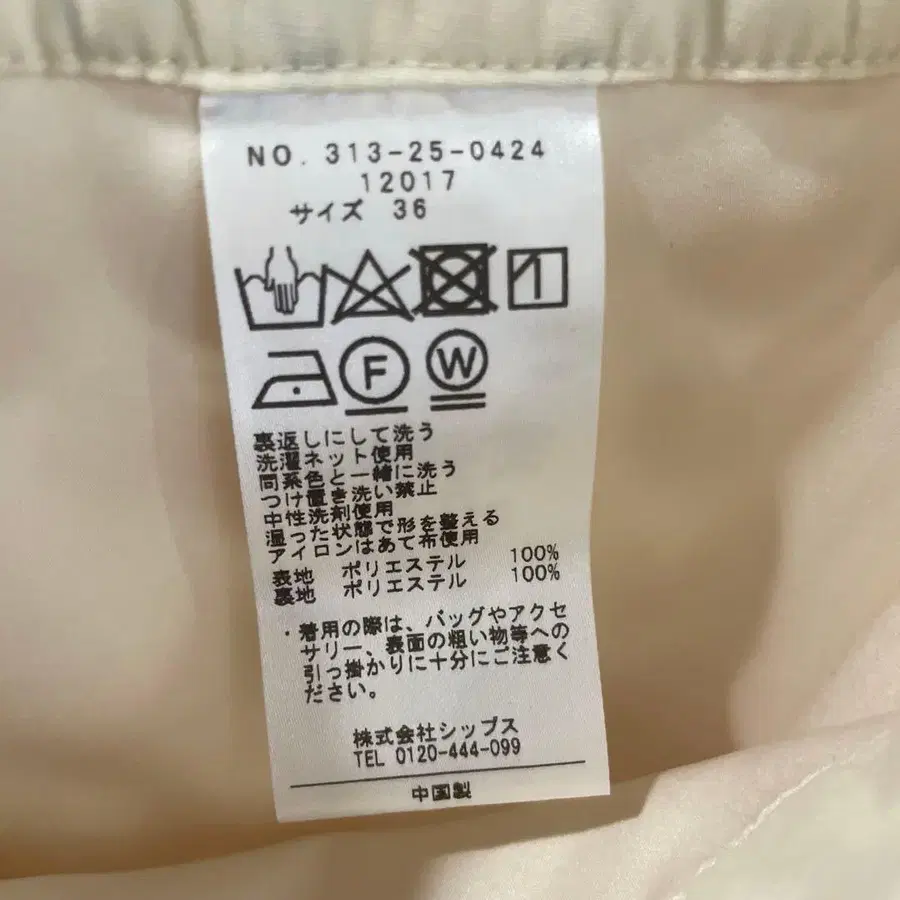 NO. 313-25-0424
12017
サイズ 36
F
W
裏返しにして洗う
洗濯ネット使用
同系色と一緒に洗う
つけ置き洗い禁止
中性洗剤使用
湿った状態で形を整える
アイロンはあて布使用
表地 ポリエステル 100%
裏地 ポリエステル 100%
・着用の際は、バッグやアクセ
サリー、表面の粗い物等への
引っ掛かりに十分にご注意く
ださい。
株式会社シップス
TEL 0120-444-099
中国製